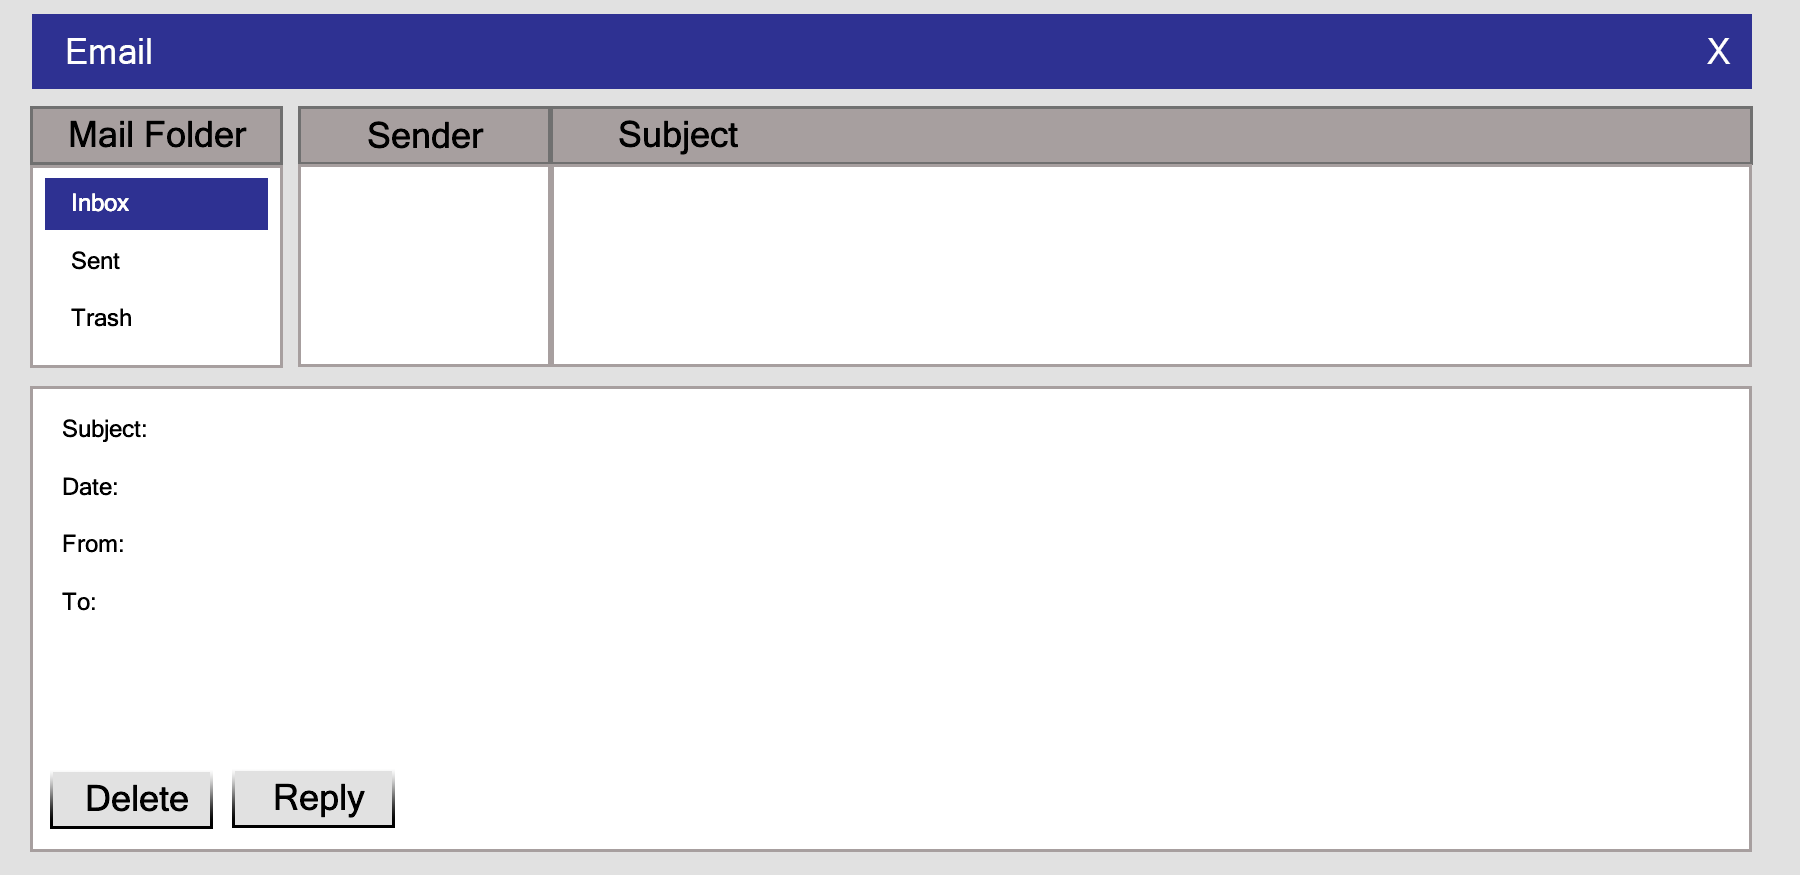 Email X
Mail Folder Sender Subject
Inbox
Sent
Trash
Subject:
Date:
From:
To:
Delete Reply